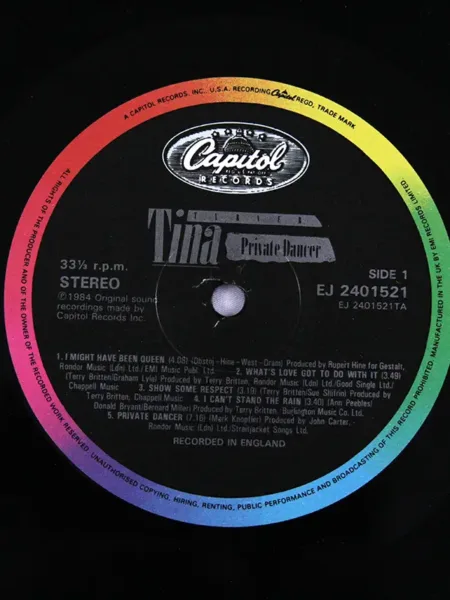 A CAPITOL RECORDS, INC. U.S.A. RECORDING. Capitol REGD. TRADE MARK
MANUFACTURED IN THE UK BY EMI RECORDS LIMITED.
ALL RIGHTS OF THE PRODUCER AND OF THE OWNER OF THE RECORDED WORK RESERVED. UNAUTHORISED COPYING, HIRING, RENTING, PUBLIC PERFORMANCE AND BROADCASTING OF THIS RECORD PROHIBITED.
Capitol
RECORDS
TURNER
Tina
Private Dancer
33⅓ r.p.m.
STEREO
℗1984 Original sound
recordings made by
Capitol Records Inc.
SIDE 1
EJ 2401521
EJ 2401521TA
1. I MIGHT HAVE BEEN QUEEN (4.08) (Obstoj - Hine - West - Oram) Produced by Rupert Hine for Gestalt,
Rondor Music (Ldn) Ltd./ EMI Music Publ. Ltd. — 2. WHAT'S LOVE GOT TO DO WITH IT (3.49)
(Terry Britten/Graham Lyle) Produced by Terry Britten, Rondor Music (Ldn) Ltd./Good Single Ltd./
Chappell Music — 3. SHOW SOME RESPECT (3.18) (Terry Britten/Sue Shifrin) Produced by
Terry Britten, Chappell Music — 4. I CAN'T STAND THE RAIN (3.40) (Ann Peebles/
Donald Bryant/Bernard Miller) Produced by Terry Britten, Burlington Music Co. Ltd.
5. PRIVATE DANCER (7.10) (Mark Knopfler) Produced by John Carter, -
Rondor Music (Ldn) Ltd./Straitjacket Songs Ltd.
RECORDED IN ENGLAND